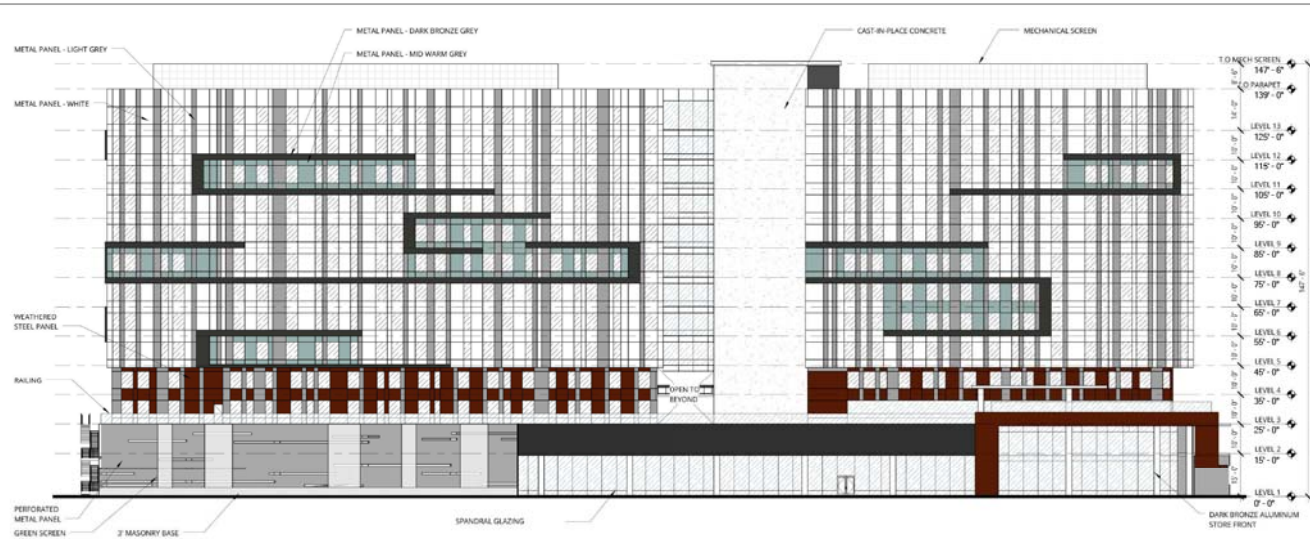 METAL PANEL - DARK BRONZE GREY
CAST-IN-PLACE CONCRETE
MECHANICAL SCREEN
METAL PANEL - LIGHT GREY
METAL PANEL - MID WARM GREY
T.O MECH SCREEN
147' - 6"
T.O PARAPET
139' - 0"
METAL PANEL - WHITE
LEVEL 13
125' - 0"
LEVEL 12
115' - 0"
LEVEL 11
105' - 0"
LEVEL 10
95' - 0"
LEVEL 9
85' - 0"
LEVEL 8
75' - 0"
147' - 6"
LEVEL 7
65' - 0"
WEATHERED
STEEL PANEL
LEVEL 6
55' - 0"
LEVEL 5
45' - 0"
RAILING
OPEN TO
BEYOND
LEVEL 4
35' - 0"
LEVEL 3
25' - 0"
LEVEL 2
15' - 0"
LEVEL 1
0' - 0"
PERFORATED
METAL PANEL
GREEN SCREEN
3' MASONRY BASE
SPANDRAL GLAZING
DARK BRONZE ALUMINUM
STORE FRONT